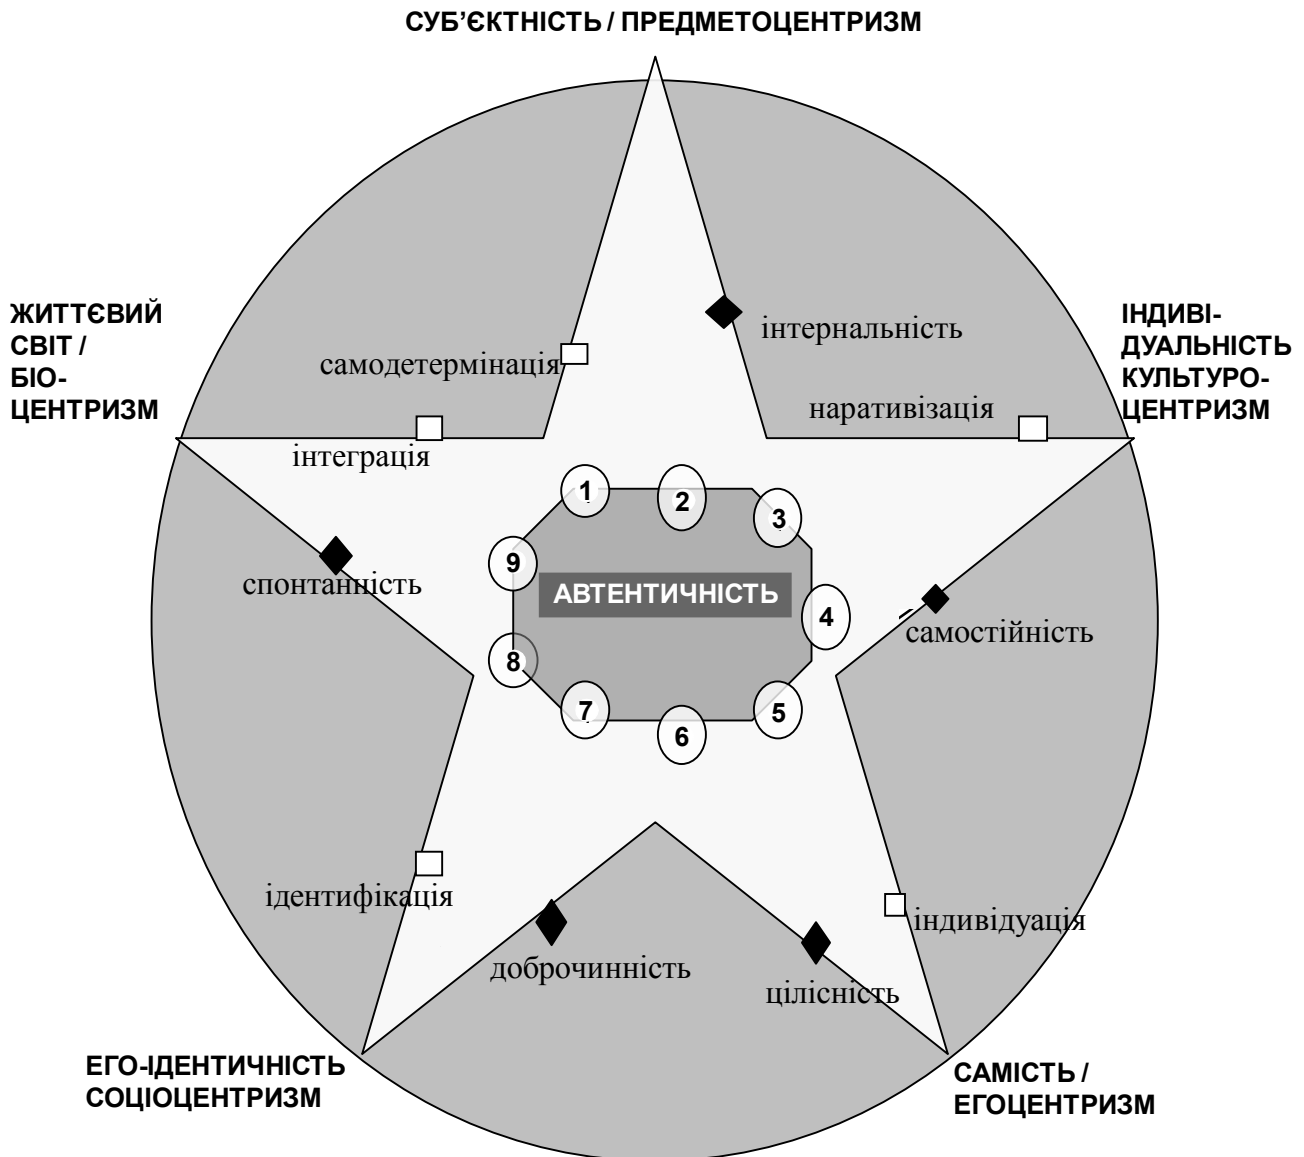 СУБ’ЄКТНІСТЬ / ПРЕДМЕТОЦЕНТРИЗМ
ЖИТТЄВИЙ
СВІТ /
БІО-
ЦЕНТРИЗМ
ІНДИВІ-
ДУАЛЬНІСТЬ
КУЛЬТУРО-
ЦЕНТРИЗМ
інтернальність
самодетермінація
наративізація
інтеграція
1
2
3
9
спонтанність
АВТЕНТИЧНІСТЬ
4
самостійність
8
7
6
5
ідентифікація
індивідуація
доброчинність
цілісність
ЕГО-ІДЕНТИЧНІСТЬ
СОЦІОЦЕНТРИЗМ
САМІСТЬ /
ЕГОЦЕНТРИЗМ